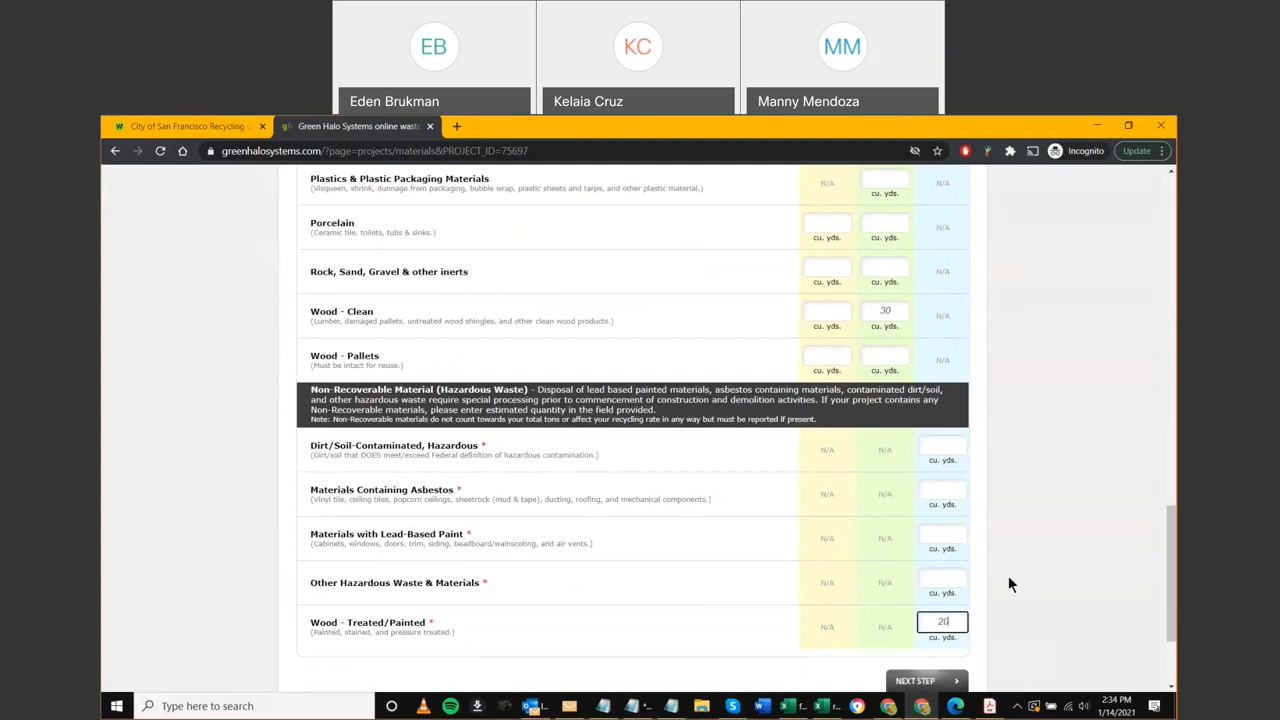 EB
KC
MM
Eden Brukman
Kelaia Cruz
Manny Mendoza
City of San Francisco Recycling
Green Halo Systems online wast
greenhalosystems.com/?page=projects/materials&PROJECT_ID=75697
Incognito
Update
Plastics & Plastic Packaging Materials
(Visqueen, shrink, dunnage from packaging, bubble wrap, plastic sheets and tarps, and other plastic material.)
N/A
cu. yds.
N/A
Porcelain
(Ceramic tile, toilets, tubs & sinks.)
cu. yds.
cu. yds.
N/A
Rock, Sand, Gravel & other inerts
cu. yds.
cu. yds.
N/A
Wood - Clean
(Lumber, damaged pallets, untreated wood shingles, and other clean wood products.)
cu. yds.
30
cu. yds.
N/A
Wood - Pallets
(Must be intact for reuse.)
cu. yds.
cu. yds.
N/A
Non-Recoverable Material (Hazardous Waste) - Disposal of lead based painted materials, asbestos containing materials, contaminated dirt/soil,
and other hazardous waste require special processing prior to commencement of construction and demolition activities. If your project contains any
Non-Recoverable materials, please enter estimated quantity in the field provided.
Note: Non-Recoverable materials do not count towards your total tons or affect your recycling rate in any way but must be reported if present.
Dirt/Soil-Contaminated, Hazardous *
(Dirt/soil that DOES meet/exceed Federal definition of hazardous contamination.)
N/A
N/A
cu. yds.
Materials Containing Asbestos *
(Vinyl tile, ceiling tiles, popcorn ceilings, sheetrock (mud & tape), ducting, roofing, and mechanical components.)
N/A
N/A
cu. yds.
Materials with Lead-Based Paint *
(Cabinets, windows, doors, trim, siding, beadboard/wainscoting, and air vents.)
N/A
N/A
cu. yds.
Other Hazardous Waste & Materials *
N/A
N/A
cu. yds.
Wood - Treated/Painted *
(Painted, stained, and pressure treated.)
N/A
N/A
20
cu. yds.
NEXT STEP
Type here to search
2:34 PM
1/14/2021